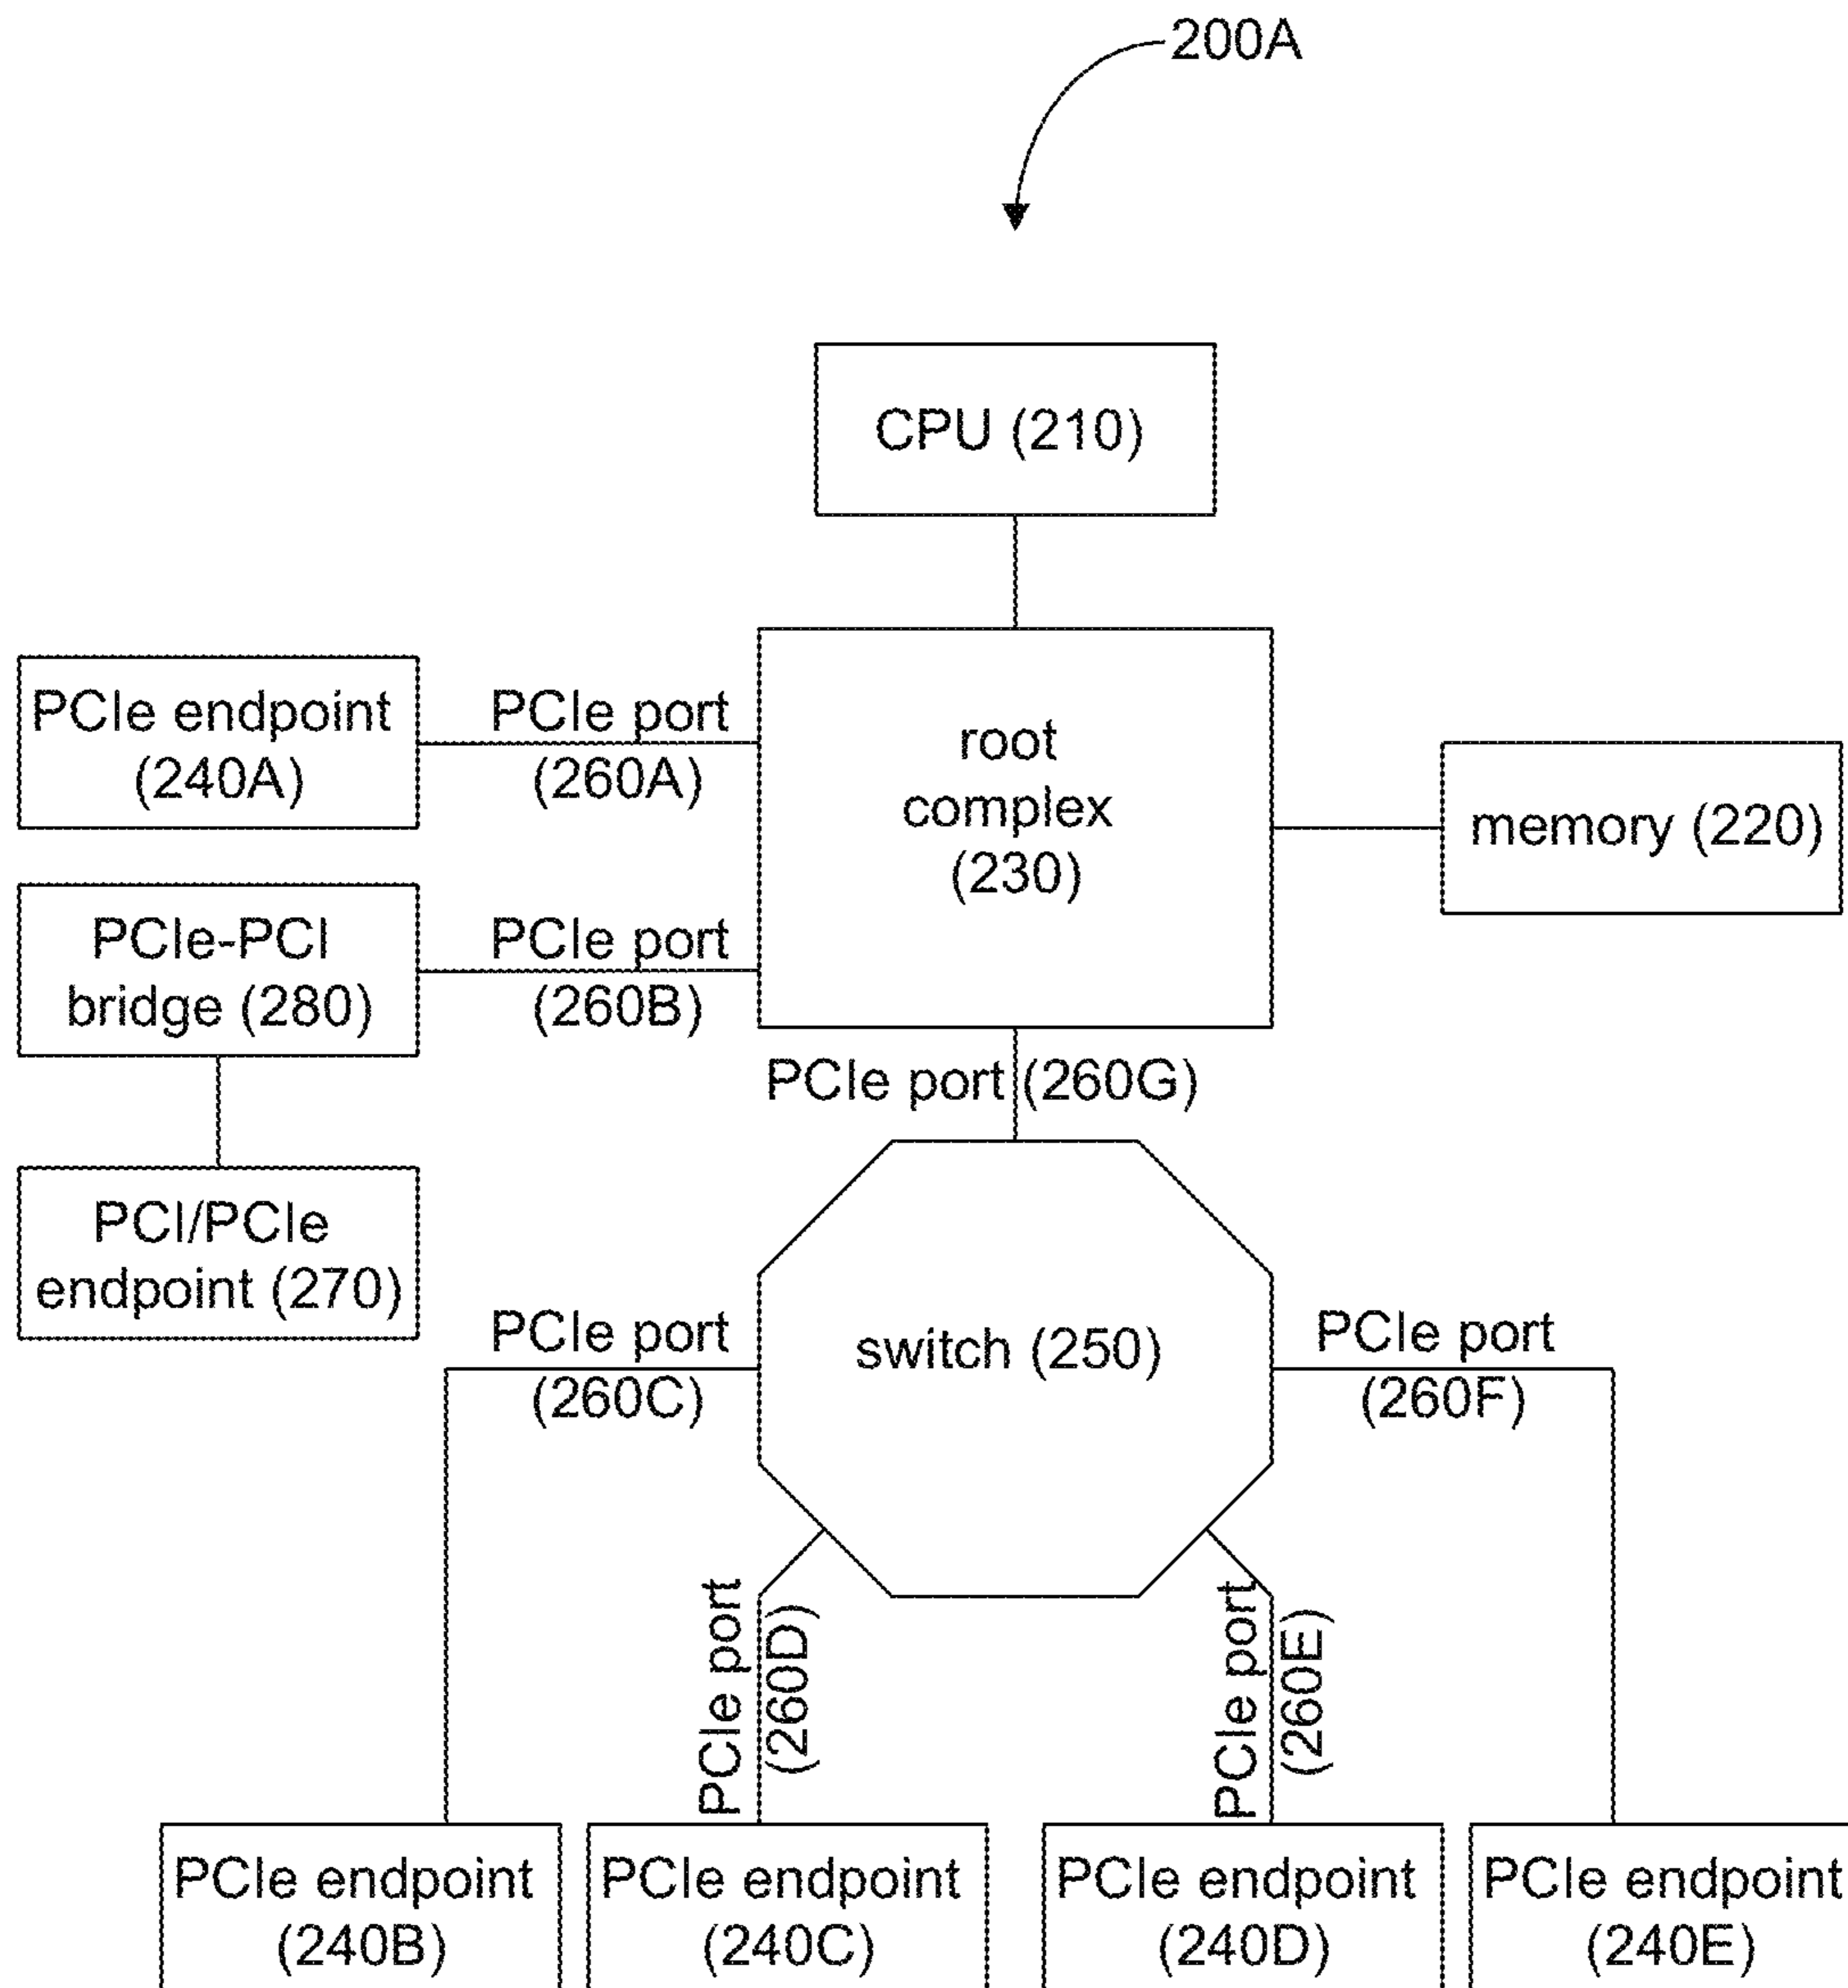 200A
CPU (210)
PCIe endpoint
(240A)
PCIe port
(260A)
root
complex
(230)
memory (220)
PCIe-PCI
bridge (280)
PCIe port
(260B)
PCIe port (260G)
PCI/PCIe
endpoint (270)
PCIe port
(260C)
switch (250)
PCIe port
(260F)
PCIe port
(260D)
PCIe port
(260E)
PCIe endpoint
(240B)
PCIe endpoint
(240C)
PCIe endpoint
(240D)
PCIe endpoint
(240E)